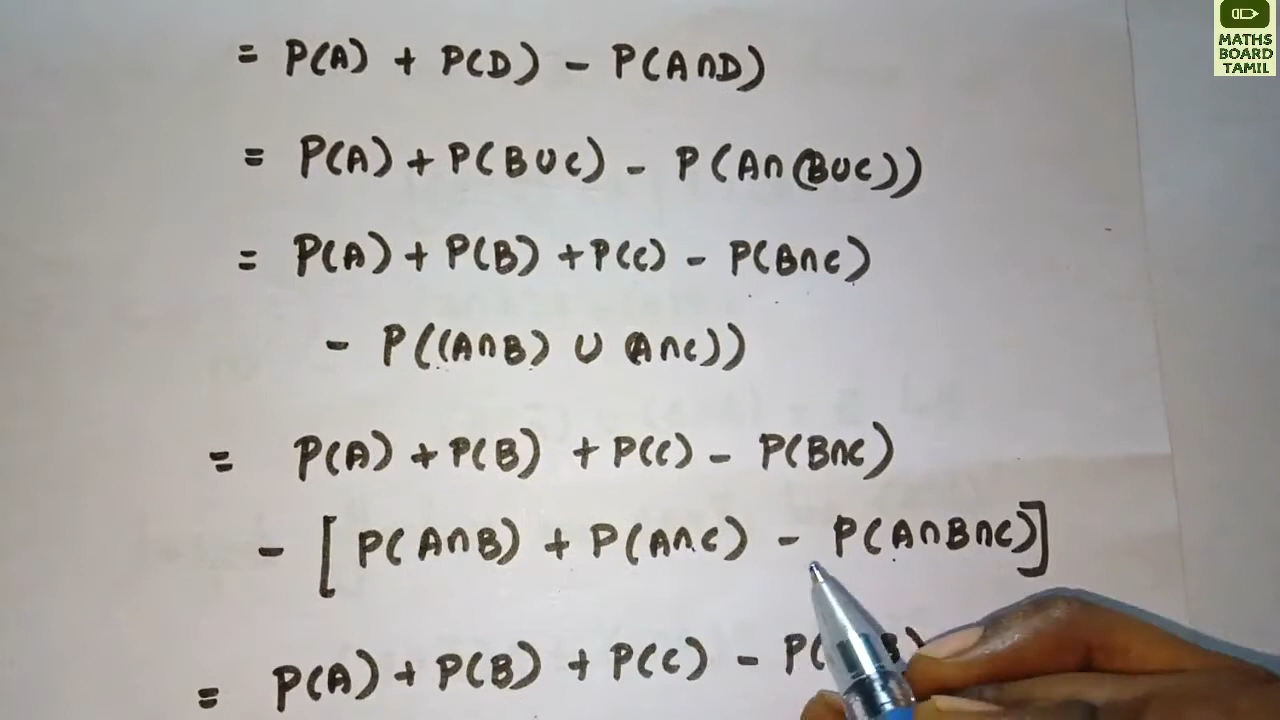 MATHS
BOARD
TAMIL
= P(A) + P(D) - P(A∩D)
= P(A) + P(B∪C) - P(A∩(B∪C))
= P(A) + P(B) + P(C) - P(B∩C)
- P((A∩B) ∪ (A∩C))
= P(A) + P(B) + P(C) - P(B∩C)
- [P(A∩B) + P(A∩C) - P(A∩B∩C)]
= P(A) + P(B) + P(C) - P(